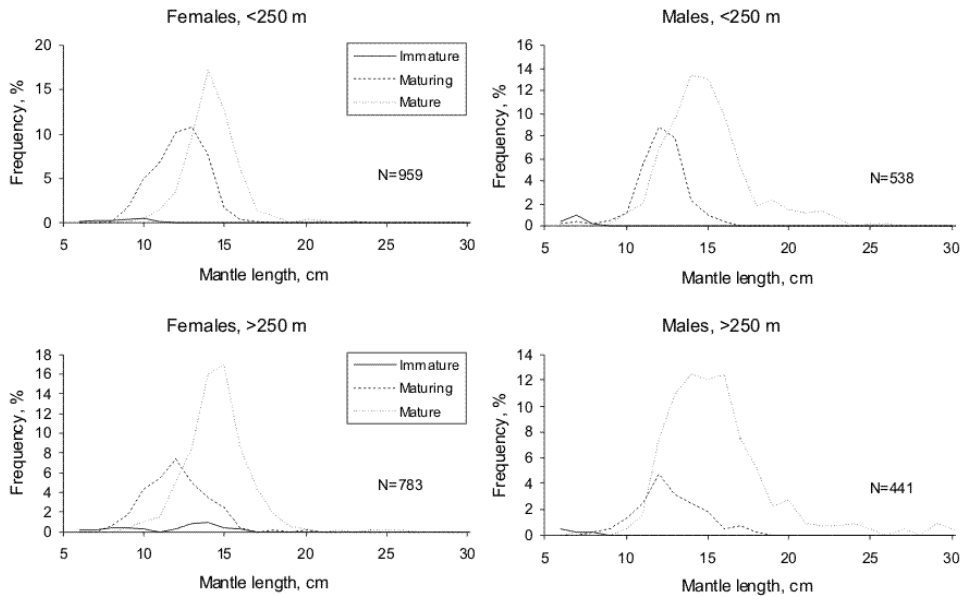 Females, <250 m
20
15
10
5
0
Frequency, %
Immature
Maturing
Mature
N=959
5 10 15 20 25 30
Mantle length, cm
Males, <250 m
16
14
12
10
8
6
4
2
0
Frequency, %
N=538
5 10 15 20 25 30
Mantle length, cm
Females, >250 m
18
16
14
12
10
8
6
4
2
0
Frequency, %
Immature
Maturing
Mature
N=783
5 10 15 20 25 30
Mantle length, cm
Males, >250 m
14
12
10
8
6
4
2
0
Frequency, %
N=441
5 10 15 20 25 30
Mantle length, cm